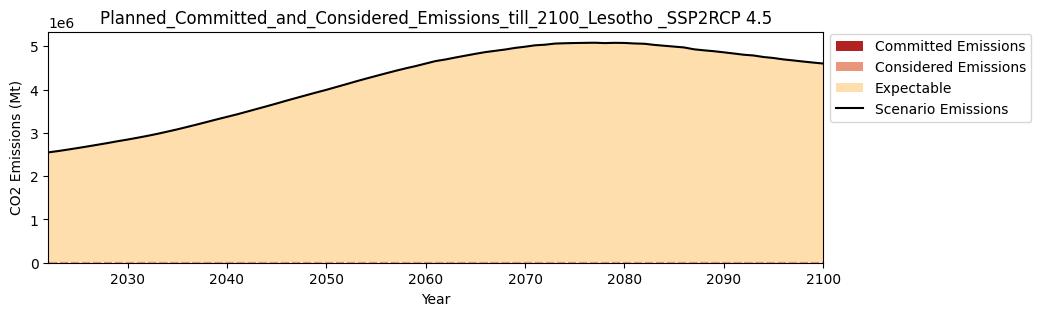 Planned_Committed_and_Considered_Emissions_till_2100_Lesotho _SSP2RCP 4.5
1e6
5
4
3
2
1
0
CO2 Emissions (Mt)
2030 2040 2050 2060 2070 2080 2090 2100
Year
Committed Emissions
Considered Emissions
Expectable
Scenario Emissions